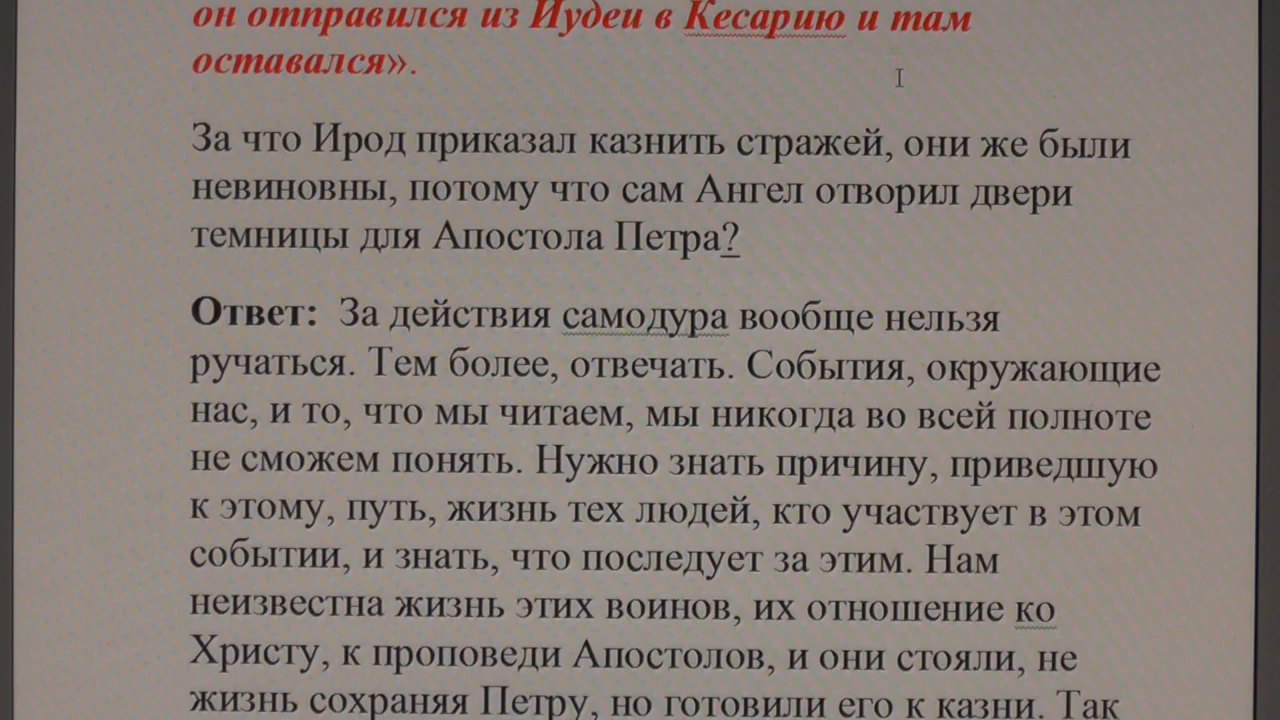 он отправился из Иудеи в Кесарию и там
оставался».
За что Ирод приказал казнить стражей, они же были
невиновны, потому что сам Ангел отворил двери
темницы для Апостола Петра?
Ответ: За действия самодура вообще нельзя
ручаться. Тем более, отвечать. События, окружающие
нас, и то, что мы читаем, мы никогда во всей полноте
не сможем понять. Нужно знать причину, приведшую
к этому, путь, жизнь тех людей, кто участвует в этом
событии, и знать, что последует за этим. Нам
неизвестна жизнь этих воинов, их отношение ко
Христу, к проповеди Апостолов, и они стояли, не
жизнь сохраняя Петру, но готовили его к казни. Так